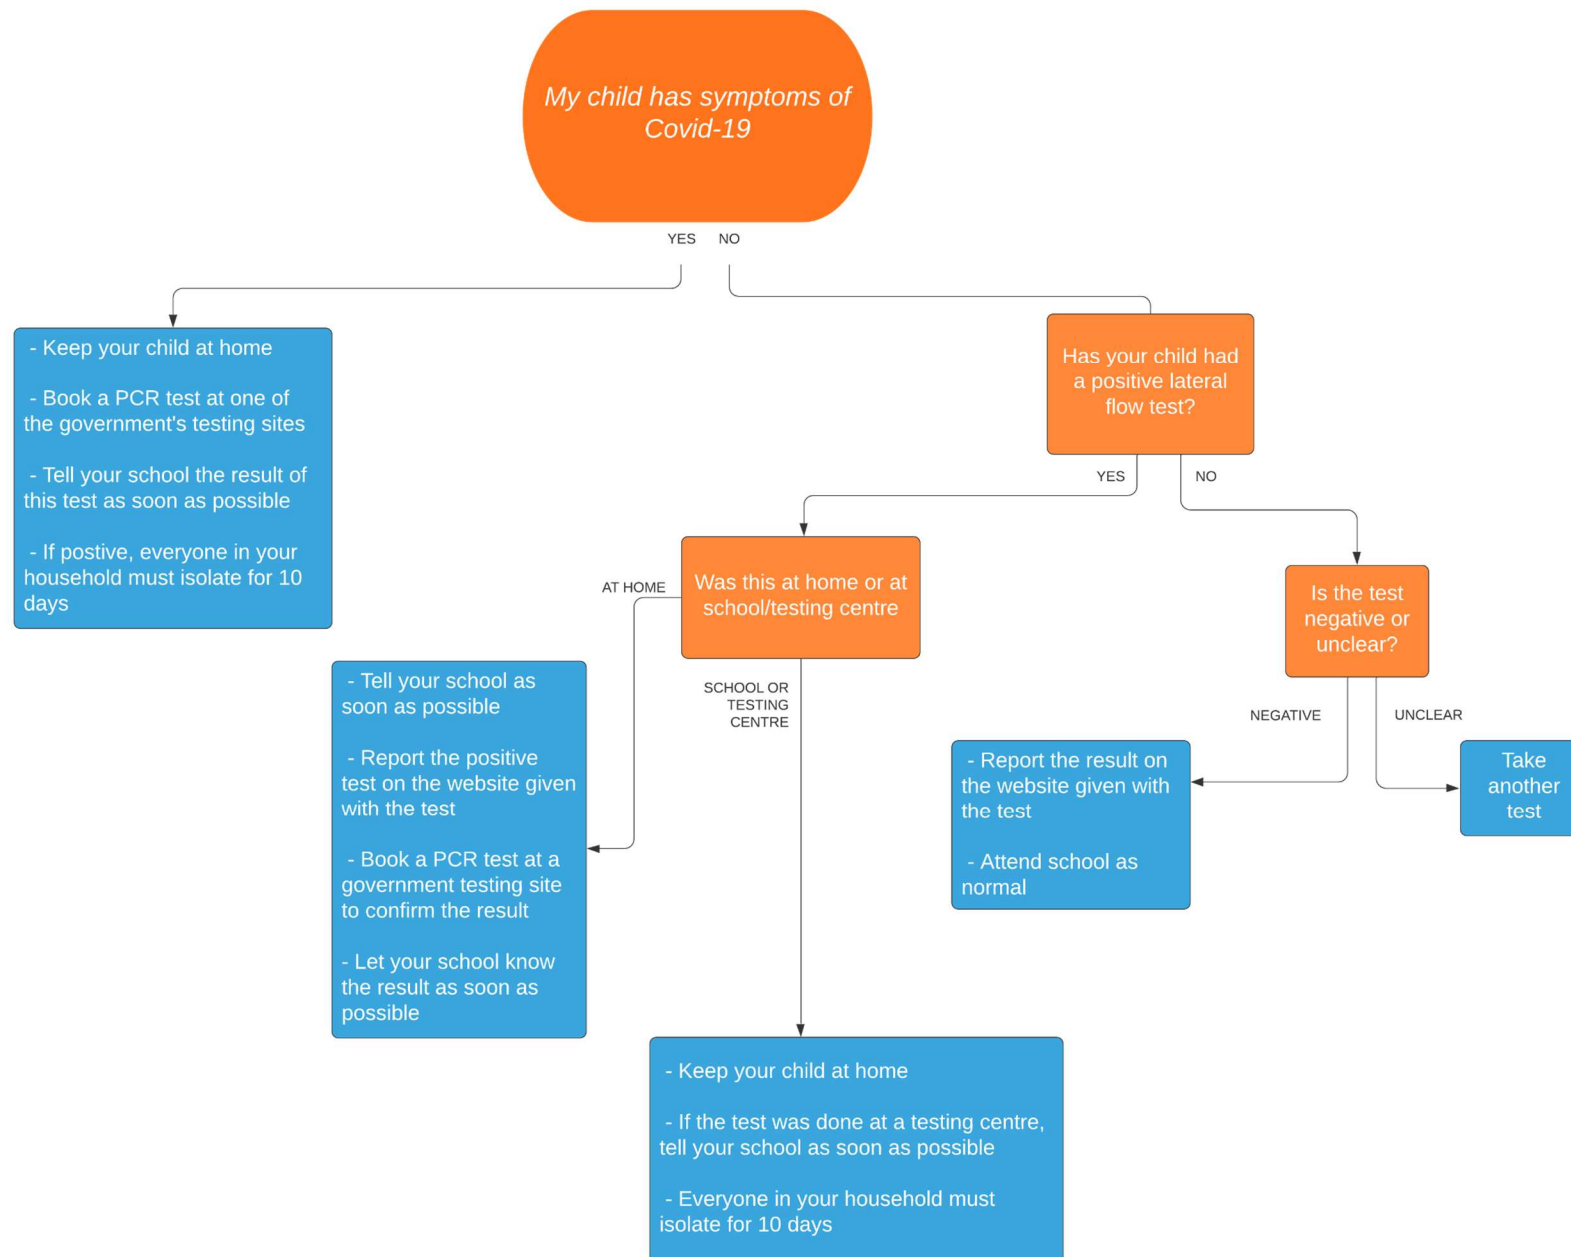 My child has symptoms of
Covid-19
YES
NO
- Keep your child at home
- Book a PCR test at one of
the government's testing sites
- Tell your school the result of
this test as soon as possible
- If postive, everyone in your
household must isolate for 10
days
Has your child had
a positive lateral
flow test?
YES
NO
AT HOME
Was this at home or at
school/testing centre
Is the test
negative or
unclear?
- Tell your school as
soon as possible
- Report the positive
test on the website given
with the test
- Book a PCR test at a
government testing site
to confirm the result
- Let your school know
the result as soon as
possible
SCHOOL OR
TESTING
CENTRE
NEGATIVE
UNCLEAR
- Report the result on
the website given with
the test
- Attend school as
normal
Take
another
test
- Keep your child at home
- If the test was done at a testing centre,
tell your school as soon as possible
- Everyone in your household must
isolate for 10 days